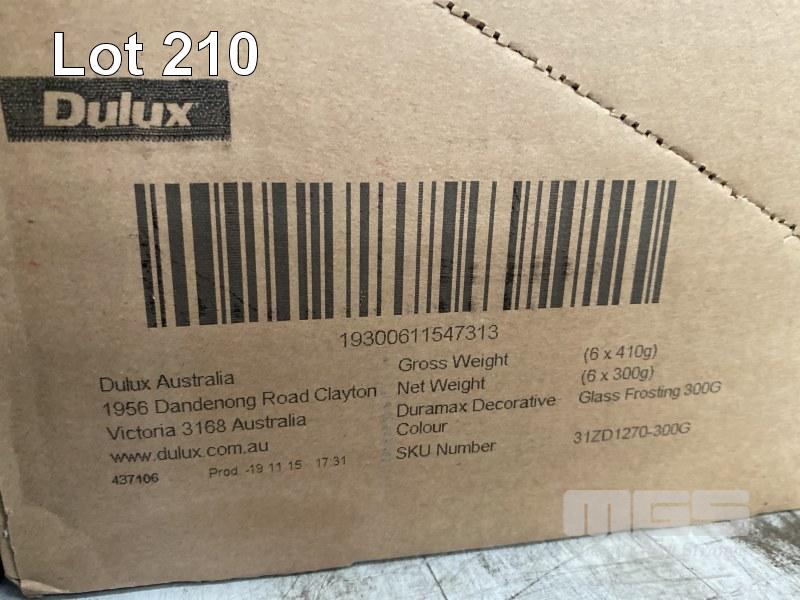 Lot 210
Dulux
19300611547313
Dulux Australia
1956 Dandenong Road Clayton
Victoria 3168 Australia
www.dulux.com.au
437106 Prod -19 11 15 17:31
Gross Weight (6 x 410g)
Net Weight (6 x 300g)
Duramax Decorative Glass Frosting 300G
Colour
SKU Number 31ZD1270-300G
MGS